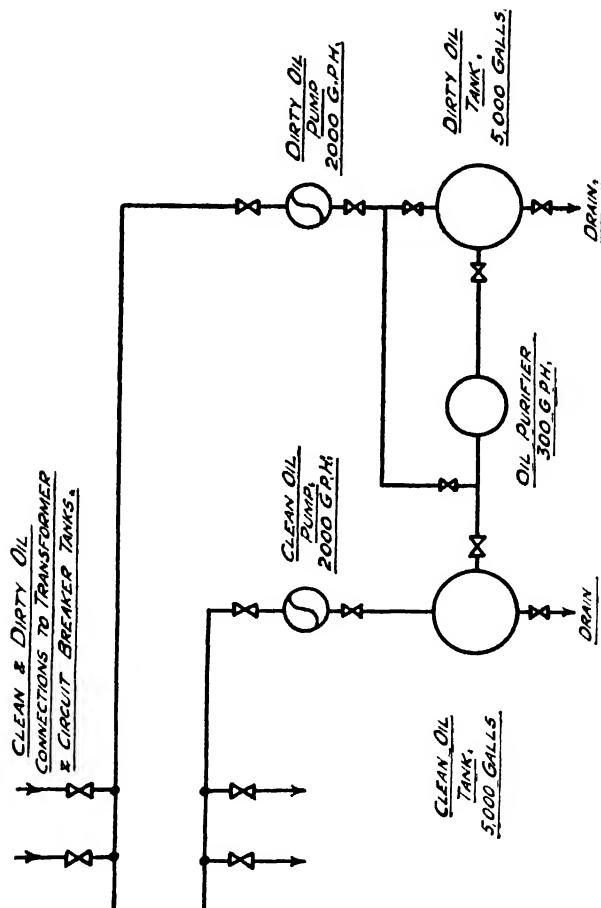 CLEAN & DIRTY OIL
CONNECTIONS TO TRANSFORMER
& CIRCUIT BREAKER TANKS.
DIRTY OIL
PUMP
2000 G.P.H.
DIRTY OIL
TANK.
5,000 GALLS.
DRAIN.
CLEAN OIL
PUMP.
2000 G.P.H.
OIL PURIFIER
300 G.P.H.
CLEAN OIL
TANK.
5,000 GALLS
DRAIN